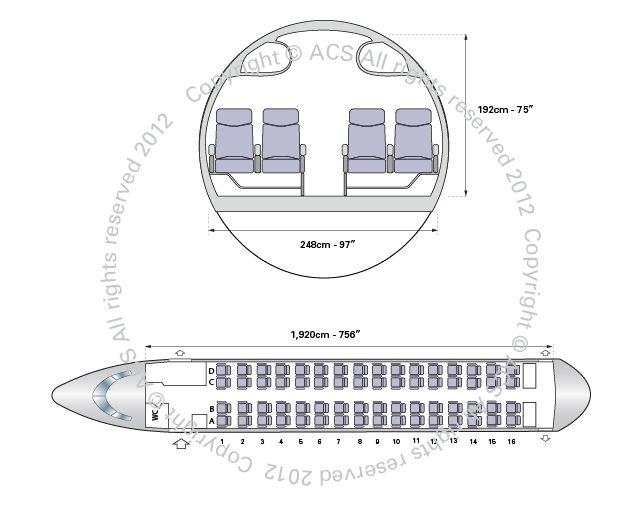 Copyright © ACS All rights reserved 2012 Copyright © ACS All rights reserved 2012 Copyright © ACS All rights reserved 2012
192cm - 75”
248cm - 97”
1,920cm - 756”
D
C
WC
B
A
1 2 3 4 5 6 7 8 9 10 11 12 13 14 15 16